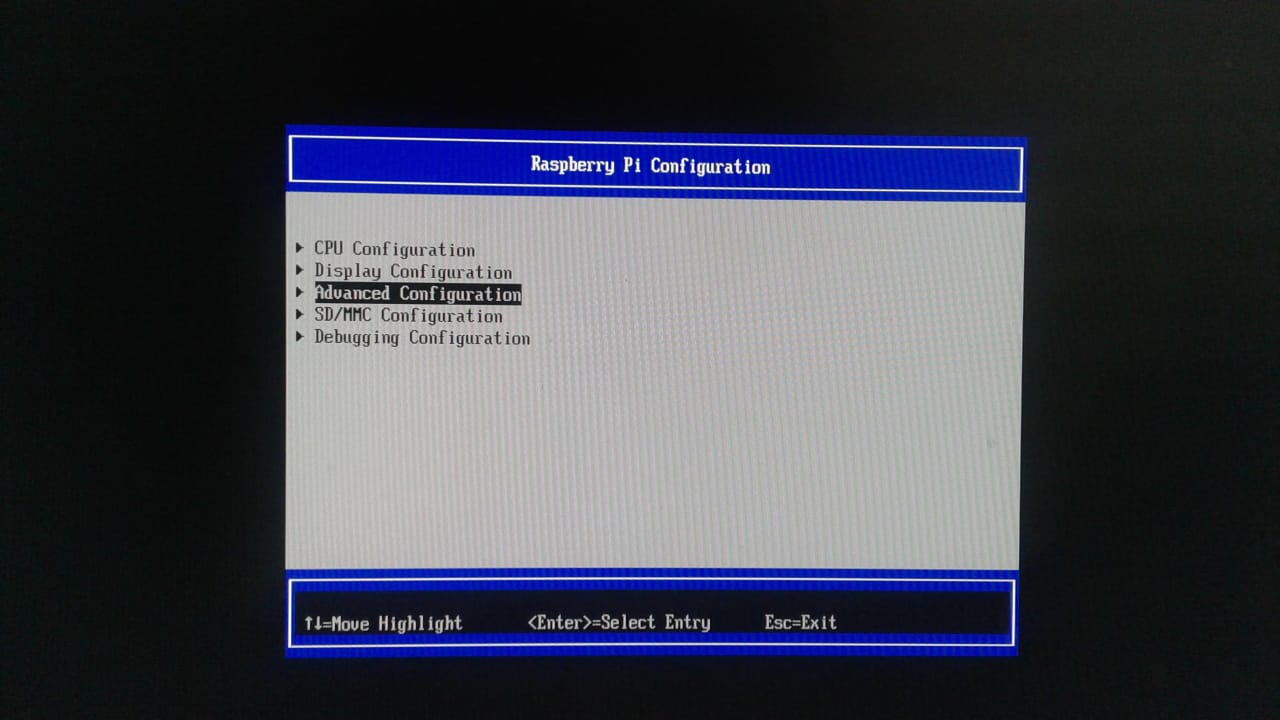 Raspberry Pi Configuration
▶ CPU Configuration
▶ Display Configuration
▶ Advanced Configuration
▶ SD/MMC Configuration
▶ Debugging Configuration
↑↓=Move Highlight <Enter>=Select Entry Esc=Exit